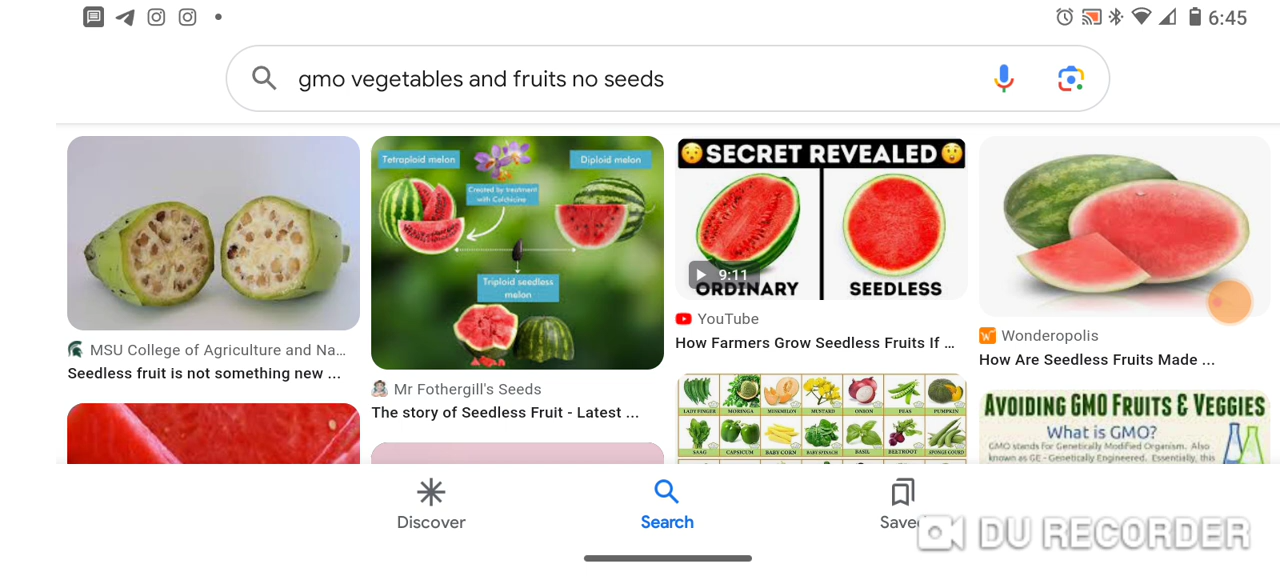 6:45
gmo vegetables and fruits no seeds
Tetraploid melon
Diploid melon
Created by treatment
with Colchicine
Triploid seedless
melon
SECRET REVEALED
9:11
ORDINARY
SEEDLESS
MSU College of Agriculture and Na...
Seedless fruit is not something new ...
Mr Fothergill's Seeds
The story of Seedless Fruit - Latest ...
YouTube
How Farmers Grow Seedless Fruits If ...
Wonderopolis
How Are Seedless Fruits Made ...
LADY FINGER MORINGA MUSKMELON MUSTARD ONION PEAS PUMPKIN
SAAG CAPSICUM BABY CORN BABY SPINACH BASIL BEETROOT SPONGE GOURD
AVOIDING GMO FRUITS & VEGGIES
What is GMO?
GMO stands for Genetically Modified Organism. Also
known as GE - Genetically Engineered. Essentially, this
Discover
Search
Saved
DU RECORDER